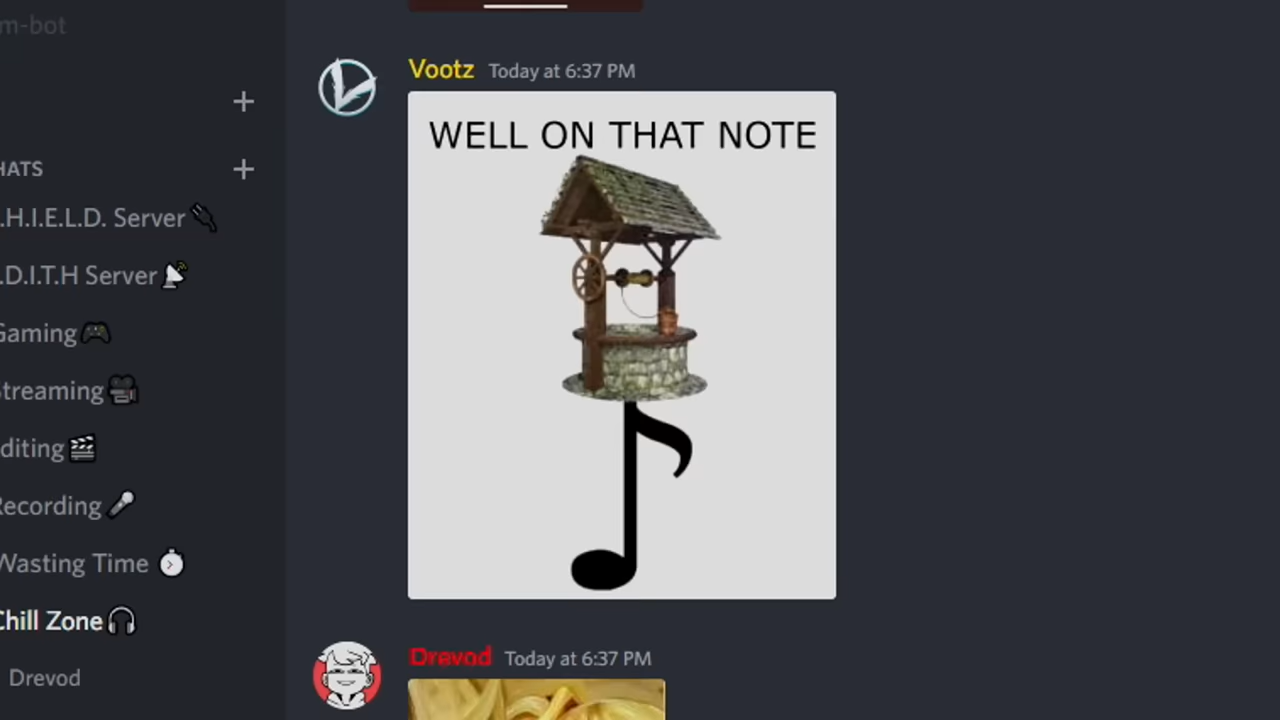 m-bot
HATS
.H.I.E.L.D. Server
.D.I.T.H Server
Gaming
Streaming
diting
Recording
Wasting Time
Chill Zone
Drevod
Vootz Today at 6:37 PM
WELL ON THAT NOTE
Drevod Today at 6:37 PM